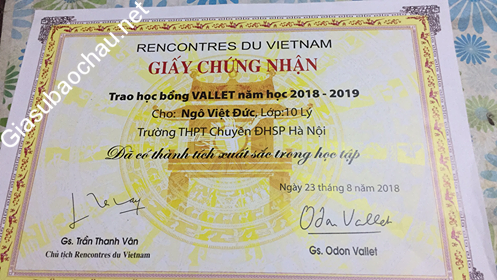 RENCONTRES DU VIETNAM
GIẤY CHỨNG NHẬN
Trao học bổng VALLET năm học 2018 - 2019
Cho: Ngô Việt Đức, Lớp:10 Lý
Trường THPT Chuyên ĐHSP Hà Nội
Đã có thành tích xuất sắc trong học tập
Ngày 23 tháng 8 năm 2018
Odon Vallet
Gs. Trần Thanh Vân
Chủ tịch Rencontres du Vietnam
Gs. Odon Vallet
Giasubaochau.net